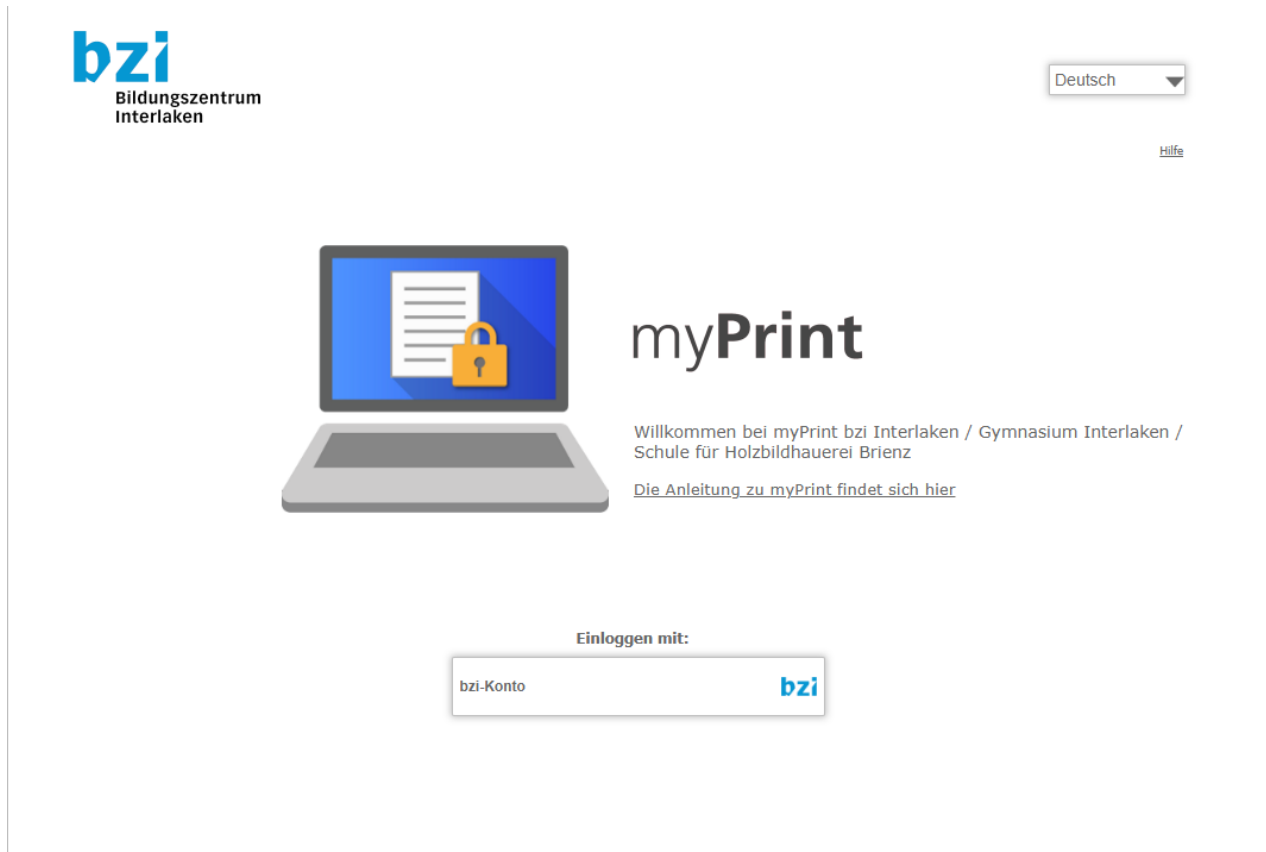 bzi
Bildungszentrum
Interlaken
Deutsch
Hilfe
myPrint
Willkommen bei myPrint bzi Interlaken / Gymnasium Interlaken /
Schule für Holzbildhauerei Brienz
Die Anleitung zu myPrint findet sich hier
Einloggen mit:
bzi-Konto bzi